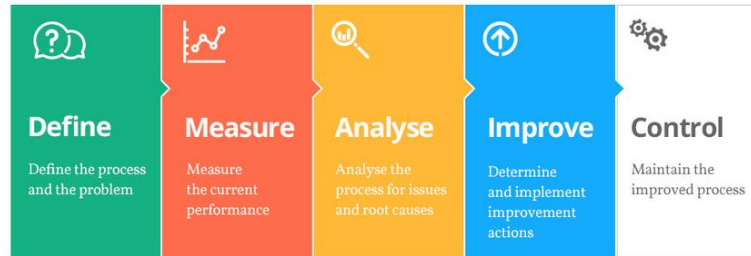 Define
Define the process
and the problem
Measure
Measure
the current
performance
Analyse
Analyse the
process for issues
and root causes
Improve
Determine
and implement
improvement
actions
Control
Maintain the
improved process